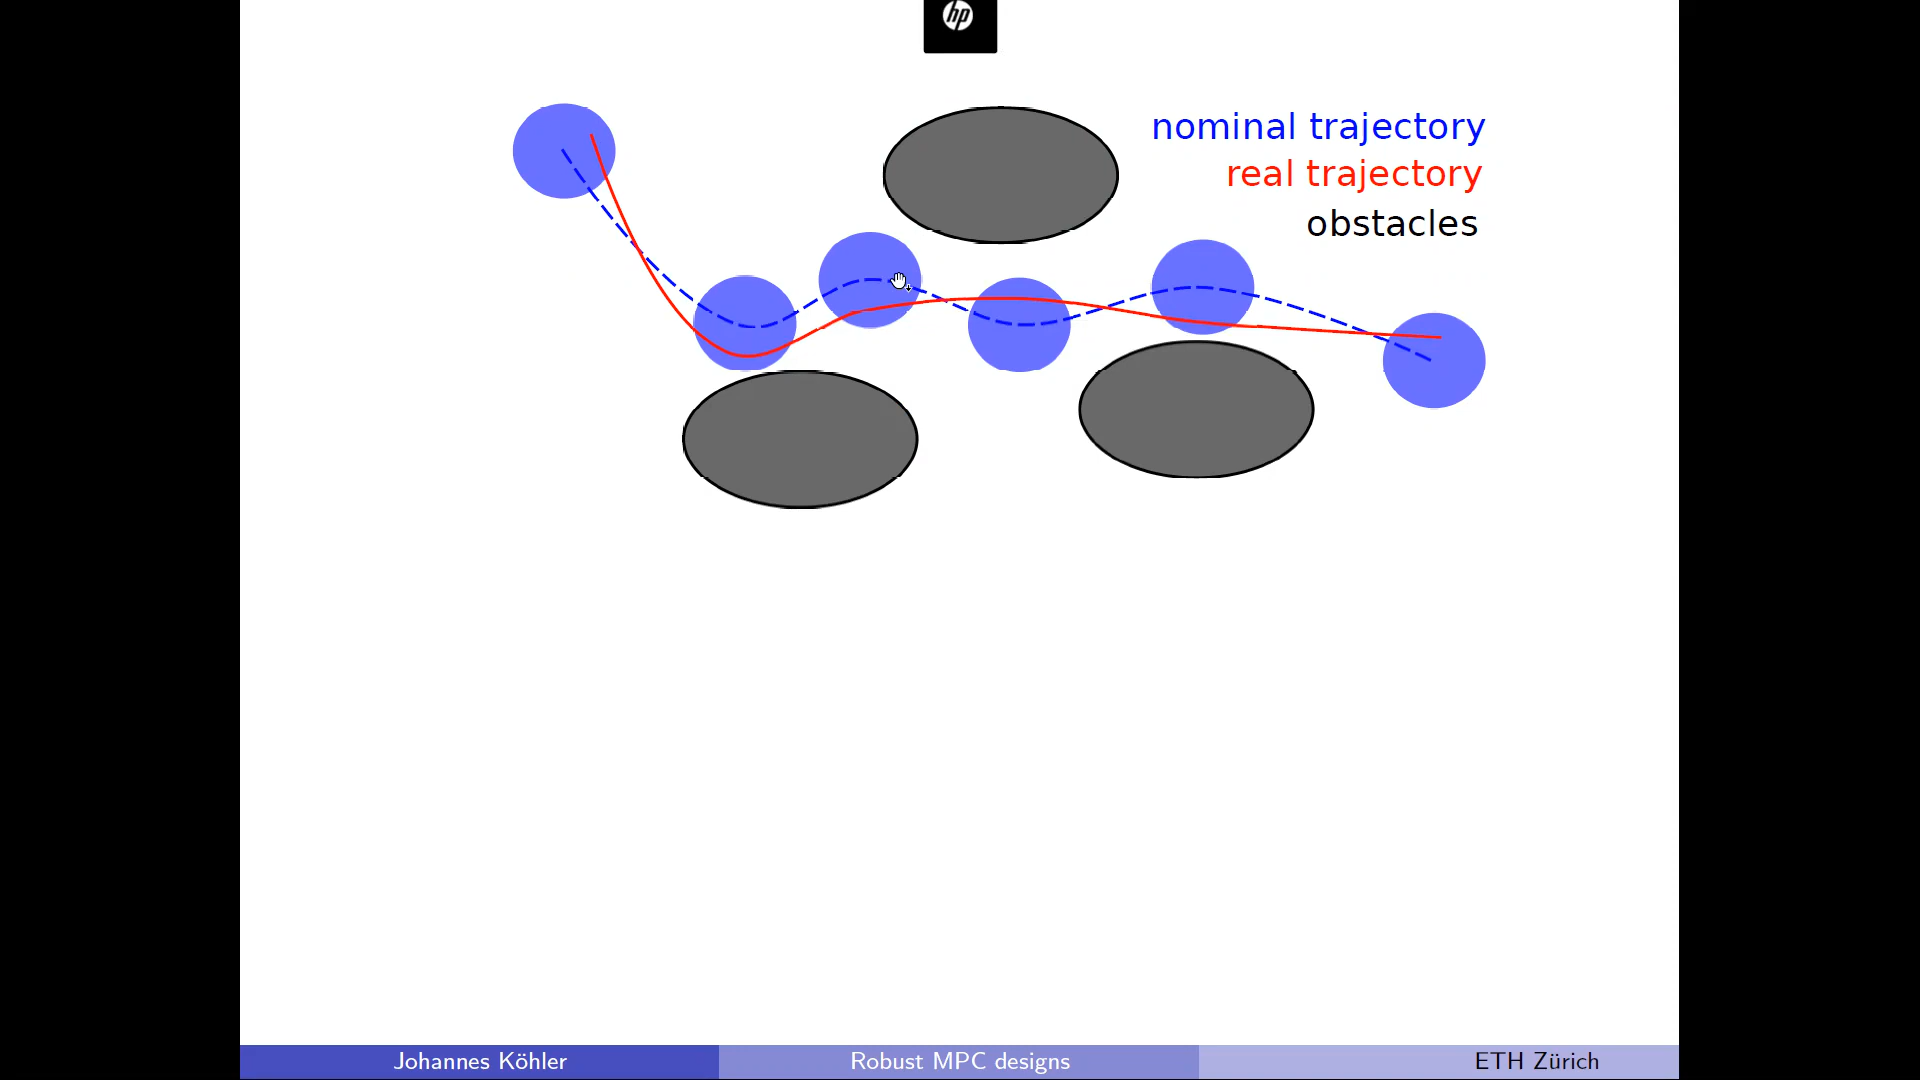 hp
nominal trajectory
real trajectory
obstacles
Johannes Köhler
Robust MPC designs
ETH Zürich